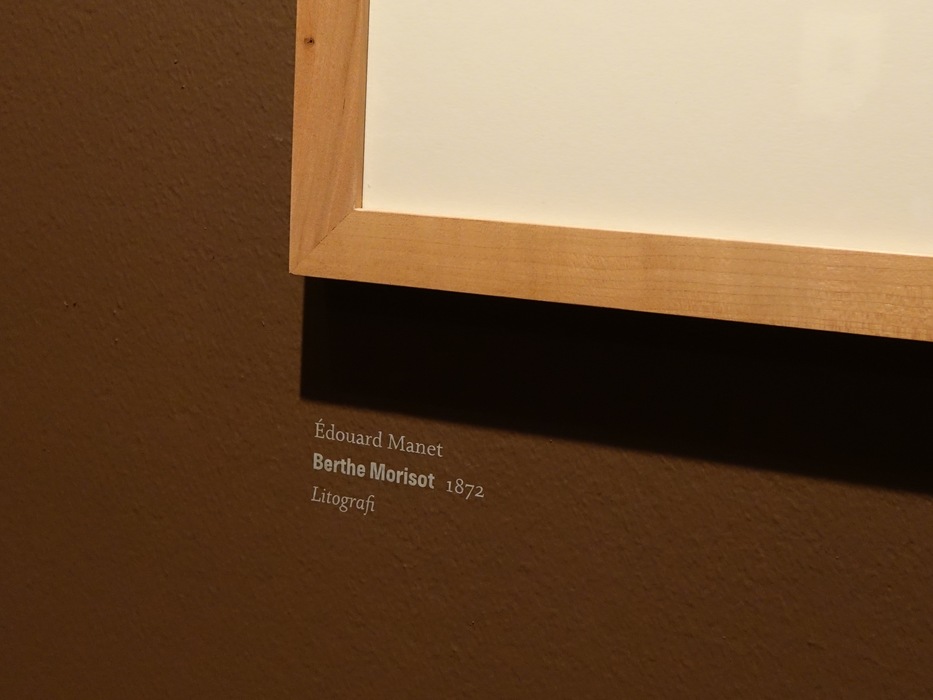 Édouard Manet
Berthe Morisot 1872
Litografi